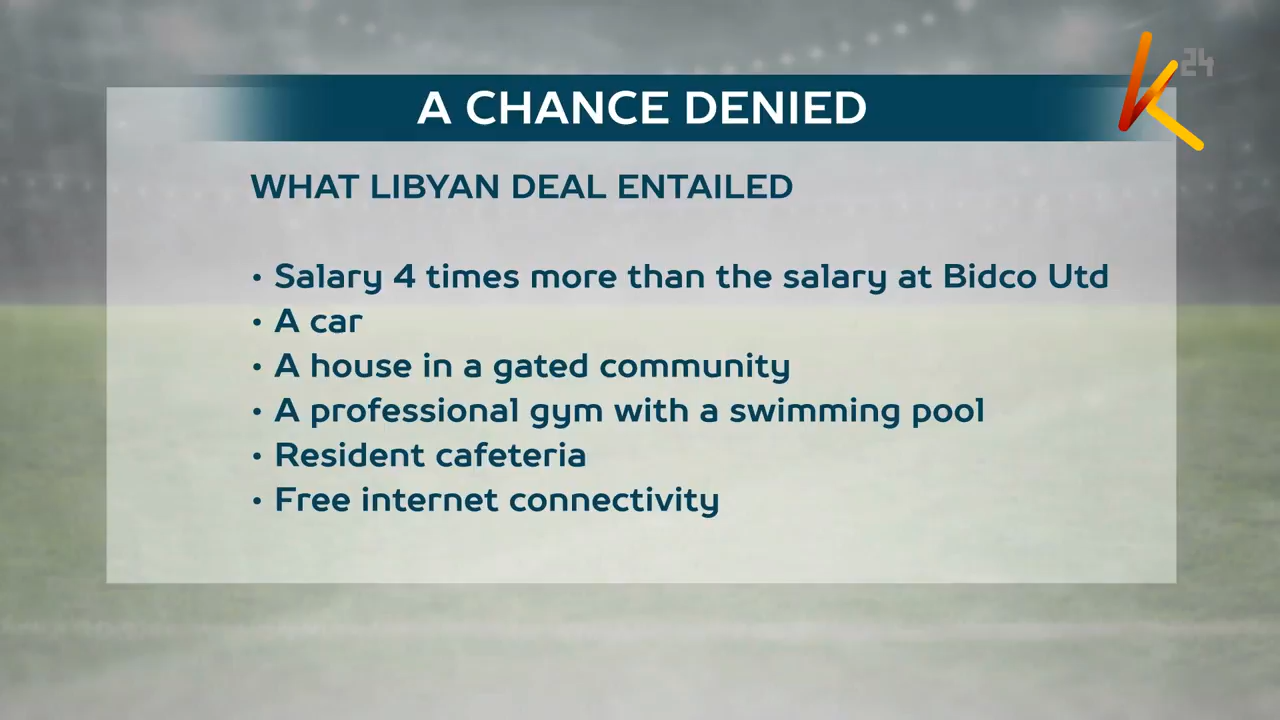 A CHANCE DENIED
24
WHAT LIBYAN DEAL ENTAILED
• Salary 4 times more than the salary at Bidco Utd
• A car
• A house in a gated community
• A professional gym with a swimming pool
• Resident cafeteria
• Free internet connectivity